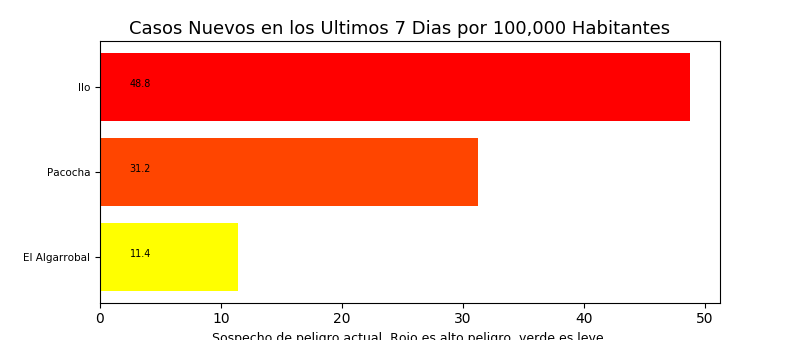 Casos Nuevos en los Ultimos 7 Dias por 100,000 Habitantes
Ilo
48.8
Pacocha
31.2
El Algarrobal
11.4
0 10 20 30 40 50
Sospecho de peligro actual. Rojo es alto peligro, verde es leve